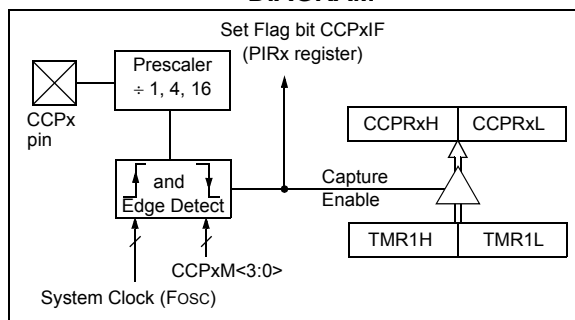 Set Flag bit CCPxIF
(PIRx register)
Prescaler
÷ 1, 4, 16
CCPx
pin
CCPRxH
CCPRxL
and
Edge Detect
Capture
Enable
TMR1H
TMR1L
CCPxM<3:0>
System Clock (FOSC)